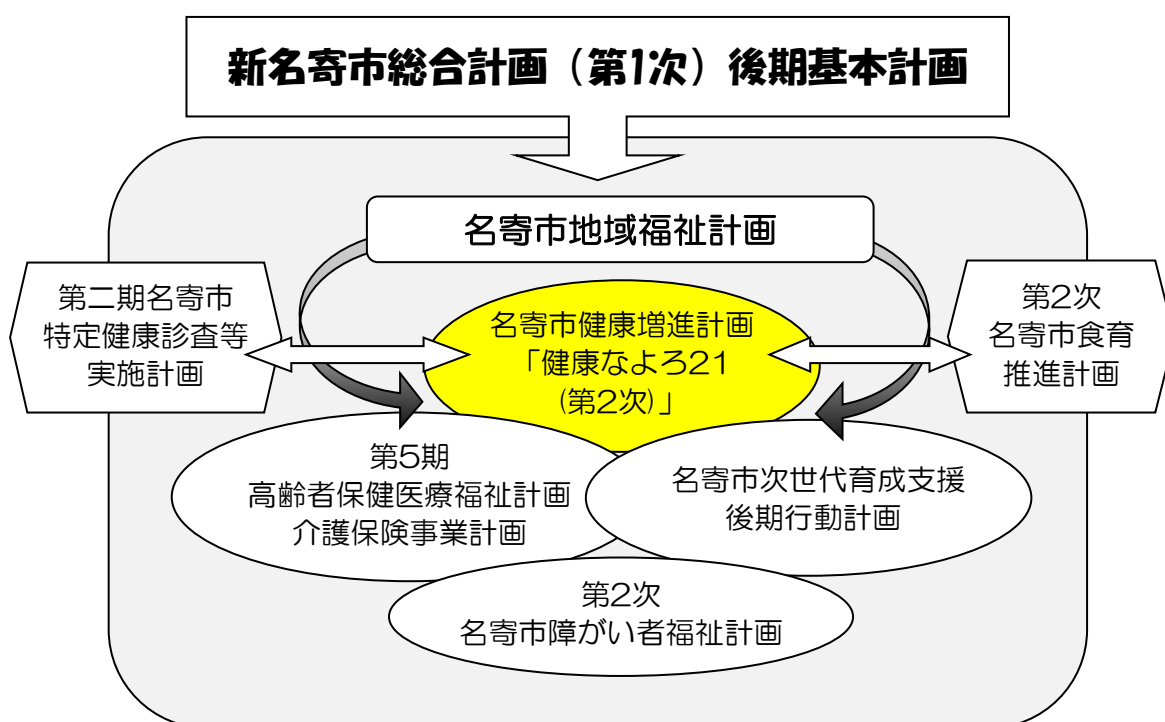 新名寄市総合計画（第1次）後期基本計画
名寄市地域福祉計画
第二期名寄市
特定健康診査等
実施計画
名寄市健康増進計画
「健康なよろ21
(第2次)」
第2次
名寄市食育
推進計画
第5期
高齢者保健医療福祉計画
介護保険事業計画
名寄市次世代育成支援
後期行動計画
第2次
名寄市障がい者福祉計画